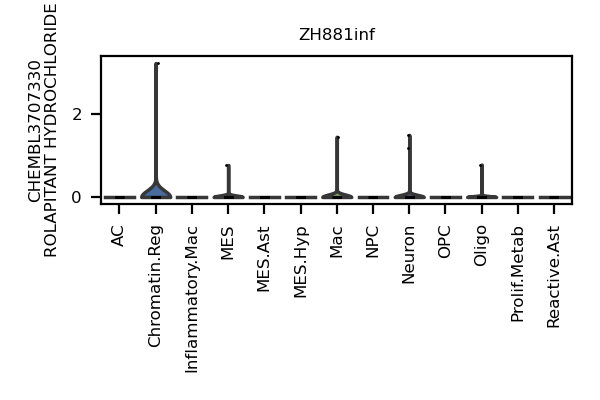 ZH881inf
CHEMBL3707330
ROLAPITANT HYDROCHLORIDE
2
0
AC
Chromatin.Reg
Inflammatory.Mac
MES
MES.Ast
MES.Hyp
Mac
NPC
Neuron
OPC
Oligo
Prolif.Metab
Reactive.Ast